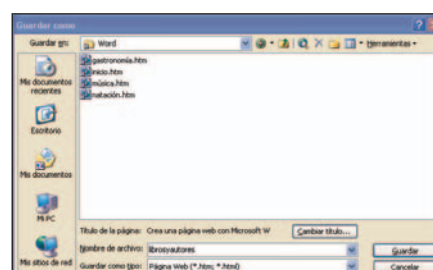 Guardar como
Guardar en:
Word
Herramientas
gastronomía.htm
inicio.htm
música.htm
natación.htm
Mis documentos
recientes
Escritorio
Mis documentos
Mi PC
Mis sitios de red
Título de la página: Crea una página web con Microsoft W
Cambiar título...
Nombre de archivo: librosyautores
Guardar
Guardar como tipo: Página Web (*.htm; *.html)
Cancelar